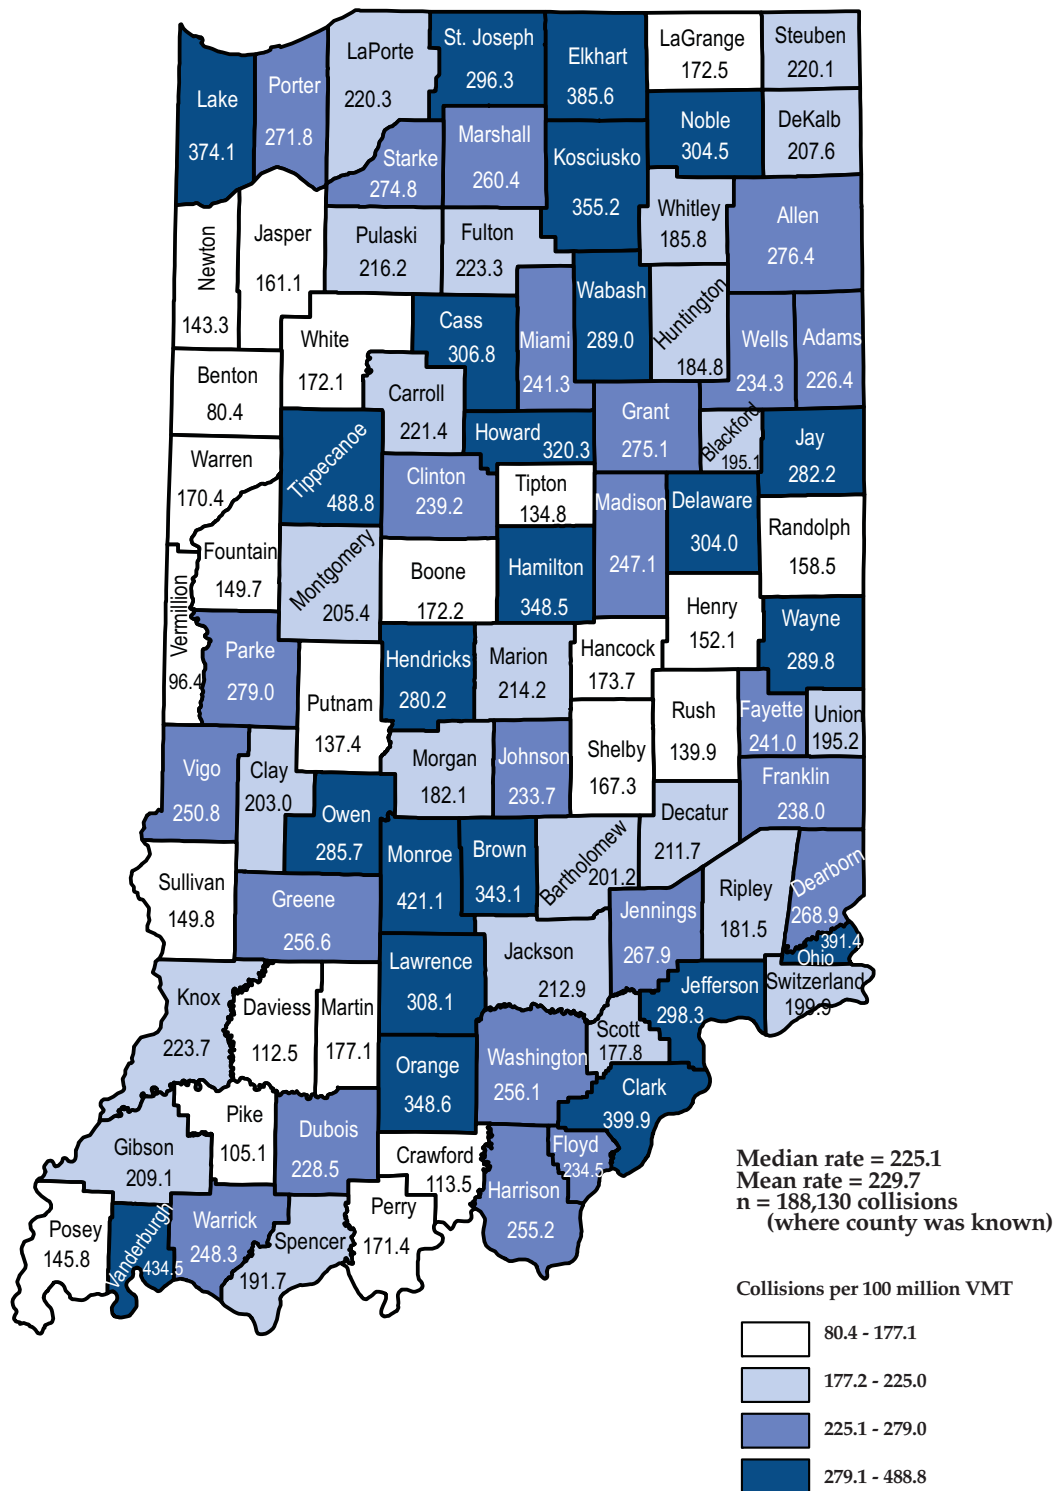 St. Joseph
296.3
LaPorte
220.3
Elkhart
385.6
LaGrange
172.5
Steuben
220.1
Lake
374.1
Porter
271.8
Noble
304.5
DeKalb
207.6
Starke
274.8
Marshall
260.4
Kosciusko
355.2
Whitley
185.8
Allen
276.4
Newton
143.3
Jasper
161.1
Pulaski
216.2
Fulton
223.3
Wabash
289.0
Huntington
184.8
White
172.1
Cass
306.8
Miami
241.3
Wells
234.3
Adams
226.4
Benton
80.4
Carroll
221.4
Howard
320.3
Grant
275.1
Blackford
195.1
Jay
282.2
Warren
170.4
Tippecanoe
488.8
Clinton
239.2
Tipton
134.8
Madison
247.1
Delaware
304.0
Randolph
158.5
Fountain
149.7
Montgomery
205.4
Boone
172.2
Hamilton
348.5
Henry
152.1
Wayne
289.8
Vermillion
96.4
Parke
279.0
Putnam
137.4
Hendricks
280.2
Marion
214.2
Hancock
173.7
Rush
139.9
Fayette
241.0
Union
195.2
Vigo
250.8
Clay
203.0
Owen
285.7
Morgan
182.1
Johnson
233.7
Shelby
167.3
Decatur
211.7
Franklin
238.0
Sullivan
149.8
Greene
256.6
Monroe
421.1
Brown
343.1
Bartholomew
201.2
Jennings
267.9
Ripley
181.5
Dearborn
268.9
391.4
Ohio
Knox
223.7
Daviess
112.5
Martin
177.1
Lawrence
308.1
Jackson
212.9
Jefferson
298.3
Switzerland
199.9
Scott
177.8
Orange
348.6
Washington
256.1
Clark
399.9
Gibson
209.1
Pike
105.1
Dubois
228.5
Crawford
113.5
Floyd
234.5
Harrison
255.2
Posey
145.8
Vanderburgh
434.5
Warrick
248.3
Spencer
191.7
Perry
171.4
Median rate = 225.1
Mean rate = 229.7
n = 188,130 collisions
(where county was known)
Collisions per 100 million VMT
80.4 - 177.1
177.2 - 225.0
225.1 - 279.0
279.1 - 488.8